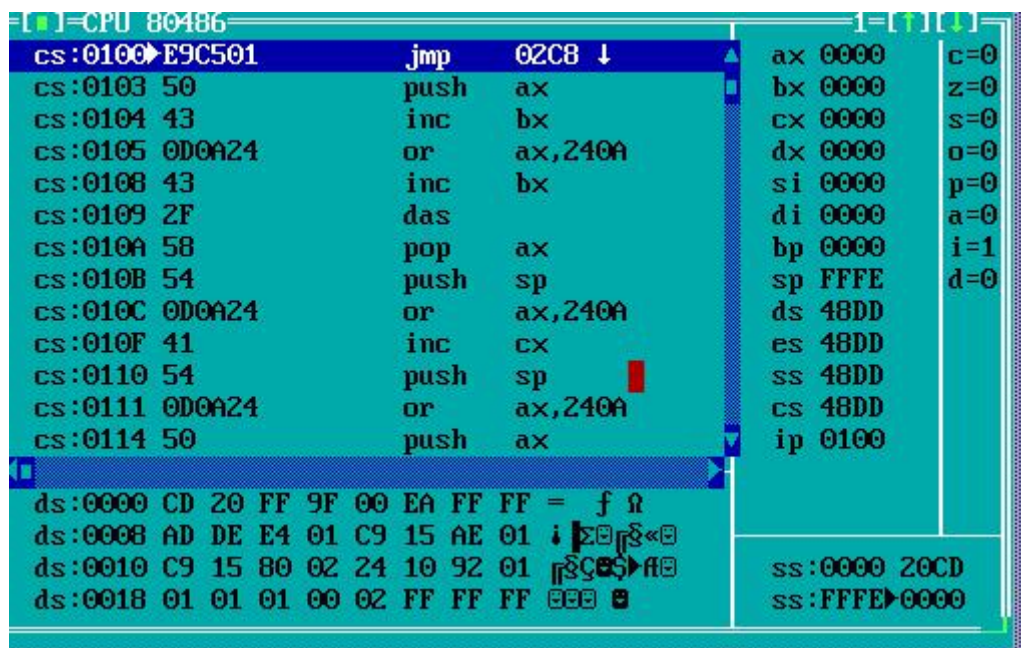 =[■]=CPU 80486 1=[↑][↓]=
cs:0100►E9C501 jmp 02C8 ↓ ax 0000 c=0
cs:0103 50 push ax bx 0000 z=0
cs:0104 43 inc bx cx 0000 s=0
cs:0105 0D0A24 or ax,240A dx 0000 o=0
cs:0108 43 inc bx si 0000 p=0
cs:0109 2F das di 0000 a=0
cs:010A 58 pop ax bp 0000 i=1
cs:010B 54 push sp sp FFFE d=0
cs:010C 0D0A24 or ax,240A ds 48DD
cs:010F 41 inc cx es 48DD
cs:0110 54 push sp ss 48DD
cs:0111 0D0A24 or ax,240A cs 48DD
cs:0114 50 push ax ip 0100
ds:0000 CD 20 FF 9F 00 EA FF FF = ƒ Ω
ds:0008 AD DE E4 01 C9 15 AE 01 ¡▐Σ☺╔§«☺
ds:0010 C9 15 80 02 24 10 92 01 ╔§Ç☻$►Æ☺ ss:0000 20CD
ds:0018 01 01 01 00 02 FF FF FF ☺☺☺ ☻ ss:FFFE►0000